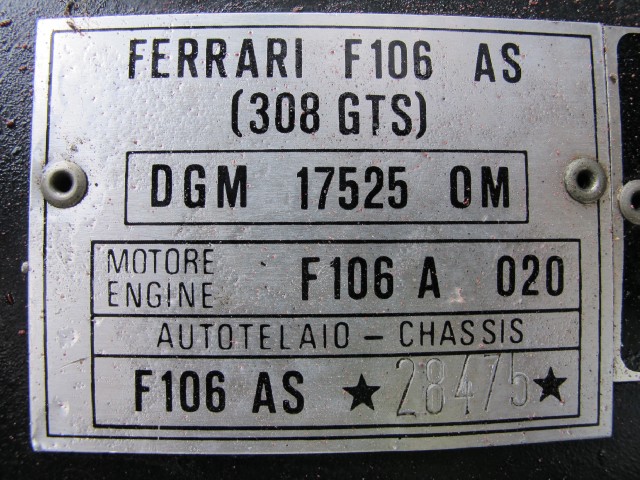 FERRARI F106 AS
(308 GTS)
DGM 17525 OM
MOTORE
ENGINE
F106 A 020
AUTOTELAIO - CHASSIS
F106 AS ★ 28475 ★